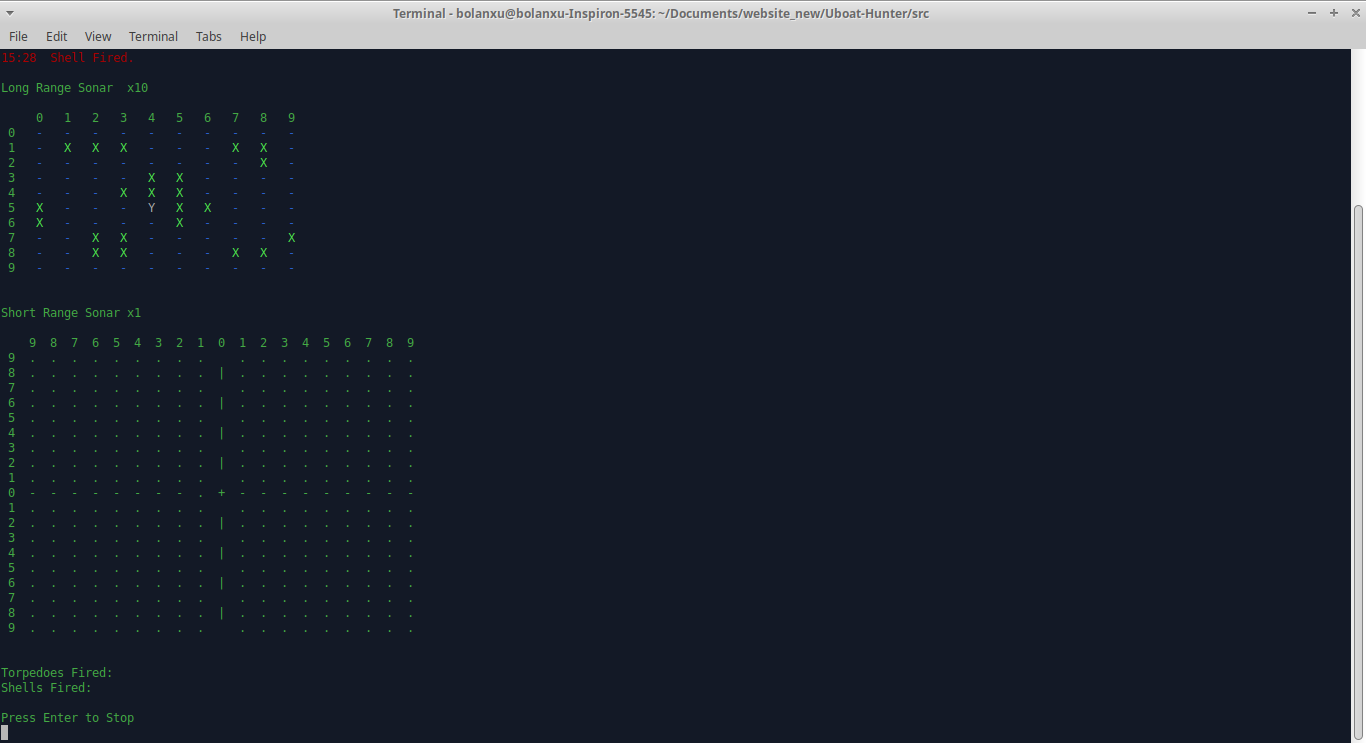 Terminal - bolanxu@bolanxu-Inspiron-5545: ~/Documents/website_new/Uboat-Hunter/src
File Edit View Terminal Tabs Help
15:28  Shell Fired.
Long Range Sonar  x10
     0   1   2   3   4   5   6   7   8   9
 0   -   -   -   -   -   -   -   -   -   -
 1   -   X   X   X   -   -   -   X   X   -
 2   -   -   -   -   -   -   -   -   X   -
 3   -   -   -   -   X   X   -   -   -   -
 4   -   -   -   X   X   X   -   -   -   -
 5   X   -   -   -   Y   X   X   -   -   -
 6   X   -   -   -   -   X   -   -   -   -
 7   -   -   X   X   -   -   -   -   -   X
 8   -   -   X   X   -   -   -   X   X   -
 9   -   -   -   -   -   -   -   -   -   -
Short Range Sonar x1
    9  8  7  6  5  4  3  2  1  0  1  2  3  4  5  6  7  8  9
 9  .  .  .  .  .  .  .  .  .     .  .  .  .  .  .  .  .  .
 8  .  .  .  .  .  .  .  .  .  |  .  .  .  .  .  .  .  .  .
 7  .  .  .  .  .  .  .  .  .     .  .  .  .  .  .  .  .  .
 6  .  .  .  .  .  .  .  .  .  |  .  .  .  .  .  .  .  .  .
 5  .  .  .  .  .  .  .  .  .     .  .  .  .  .  .  .  .  .
 4  .  .  .  .  .  .  .  .  .  |  .  .  .  .  .  .  .  .  .
 3  .  .  .  .  .  .  .  .  .     .  .  .  .  .  .  .  .  .
 2  .  .  .  .  .  .  .  .  .  |  .  .  .  .  .  .  .  .  .
 1  .  .  .  .  .  .  .  .  .     .  .  .  .  .  .  .  .  .
 0  -  -  -  -  -  -  -  -  .  +  -  -  -  -  -  -  -  -  -
 1  .  .  .  .  .  .  .  .  .     .  .  .  .  .  .  .  .  .
 2  .  .  .  .  .  .  .  .  .  |  .  .  .  .  .  .  .  .  .
 3  .  .  .  .  .  .  .  .  .     .  .  .  .  .  .  .  .  .
 4  .  .  .  .  .  .  .  .  .  |  .  .  .  .  .  .  .  .  .
 5  .  .  .  .  .  .  .  .  .     .  .  .  .  .  .  .  .  .
 6  .  .  .  .  .  .  .  .  .  |  .  .  .  .  .  .  .  .  .
 7  .  .  .  .  .  .  .  .  .     .  .  .  .  .  .  .  .  .
 8  .  .  .  .  .  .  .  .  .  |  .  .  .  .  .  .  .  .  .
 9  .  .  .  .  .  .  .  .  .     .  .  .  .  .  .  .  .  .
Torpedoes Fired:
Shells Fired:
Press Enter to Stop